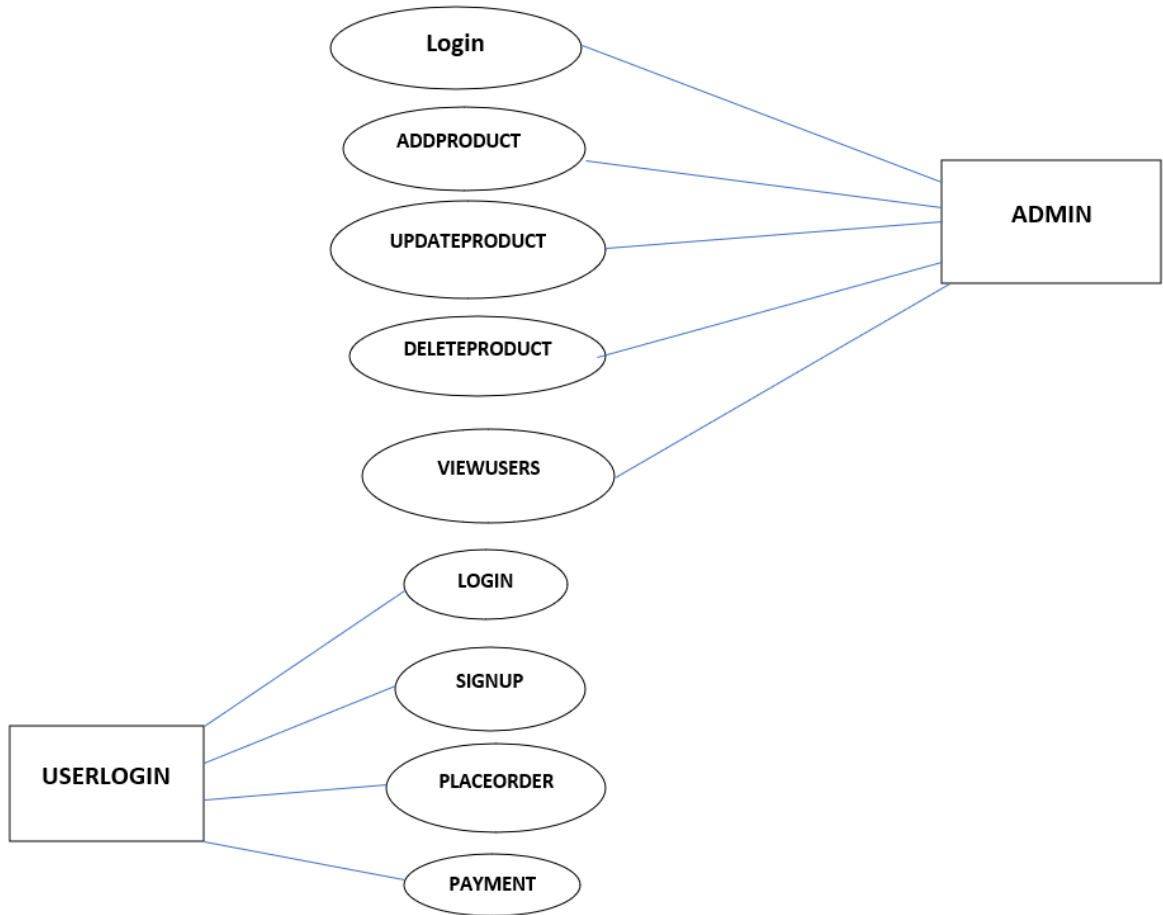 Login
ADDPRODUCT
ADMIN
UPDATEPRODUCT
DELETEPRODUCT
VIEWUSERS
LOGIN
SIGNUP
USERLOGIN
PLACEORDER
PAYMENT